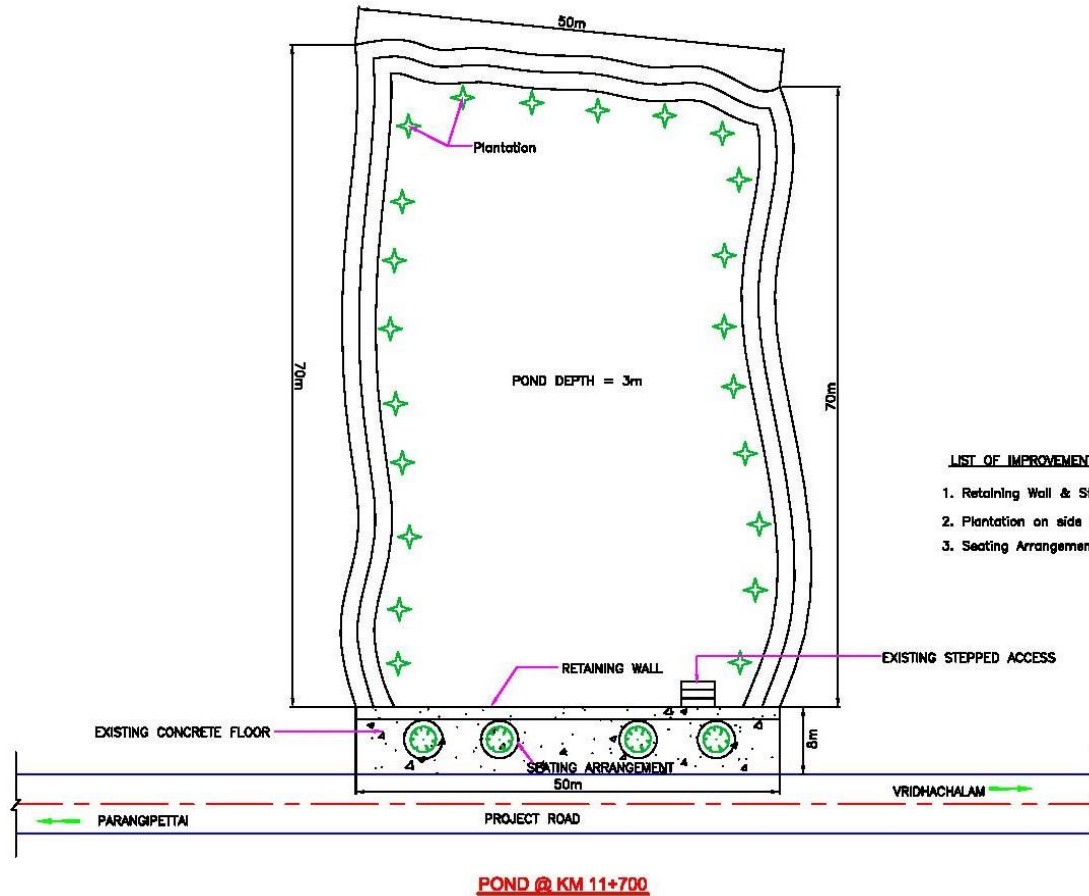 50m
Plantation
70m
POND DEPTH = 3m
70m
LIST OF IMPROVEMENT
1. Retaining Wall & S
2. Plantation on side
3. Seating Arrangemen
EXISTING STEPPED ACCESS
RETAINING WALL
EXISTING CONCRETE FLOOR
8m
SEATING ARRANGEMENT
50m
VRIDHACHALAM
PARANGIPETTAI
PROJECT ROAD
POND @ KM 11+700